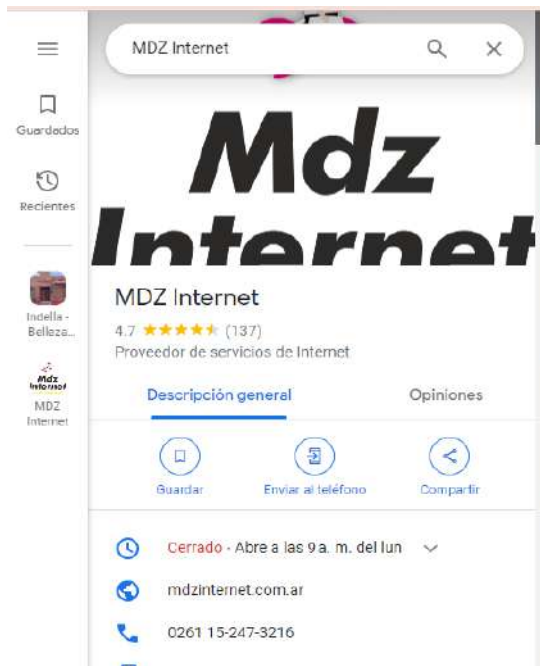 MDZ Internet
Guardados
Recientes
Mdz
Internet
MDZ Internet
4.7 (137)
Proveedor de servicios de Internet
Indella -
Belleza...
Mdz
Internet
MDZ
Internet
Descripción general
Opiniones
Guardar
Enviar al teléfono
Compartir
Cerrado · Abre a las 9 a. m. del lun
mdzinternet.com.ar
0261 15-247-3216